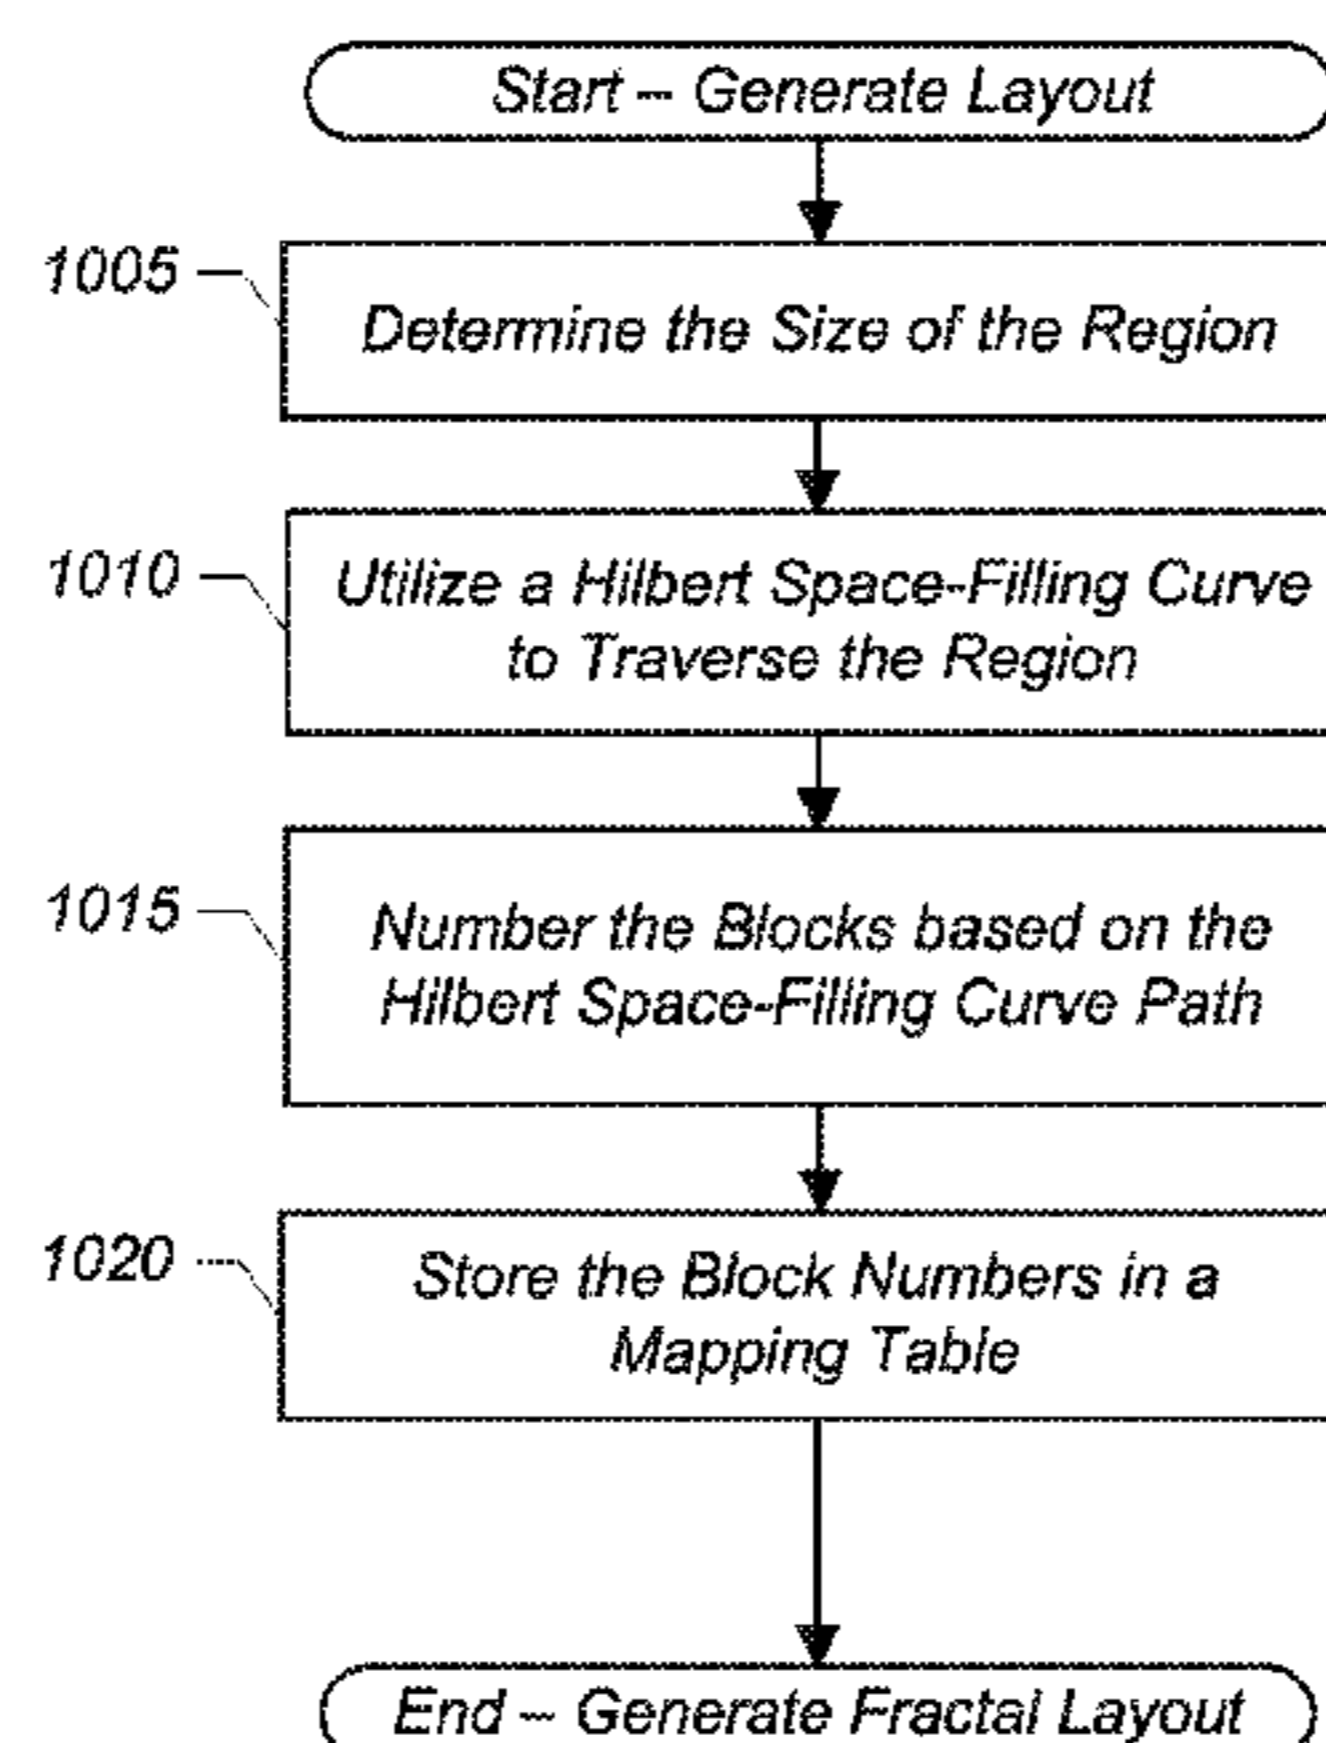 Start – Generate Layout
1005
Determine the Size of the Region
1010
Utilize a Hilbert Space-Filling Curve
to Traverse the Region
1015
Number the Blocks based on the
Hilbert Space-Filling Curve Path
1020
Store the Block Numbers in a
Mapping Table
End – Generate Fractal Layout